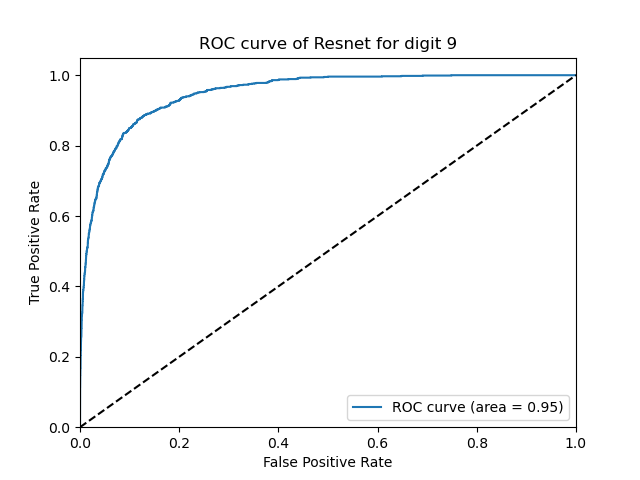 ROC curve of Resnet for digit 9
True Positive Rate
1.0
0.8
0.6
0.4
0.2
0.0
0.0 0.2 0.4 0.6 0.8 1.0
False Positive Rate
ROC curve (area = 0.95)